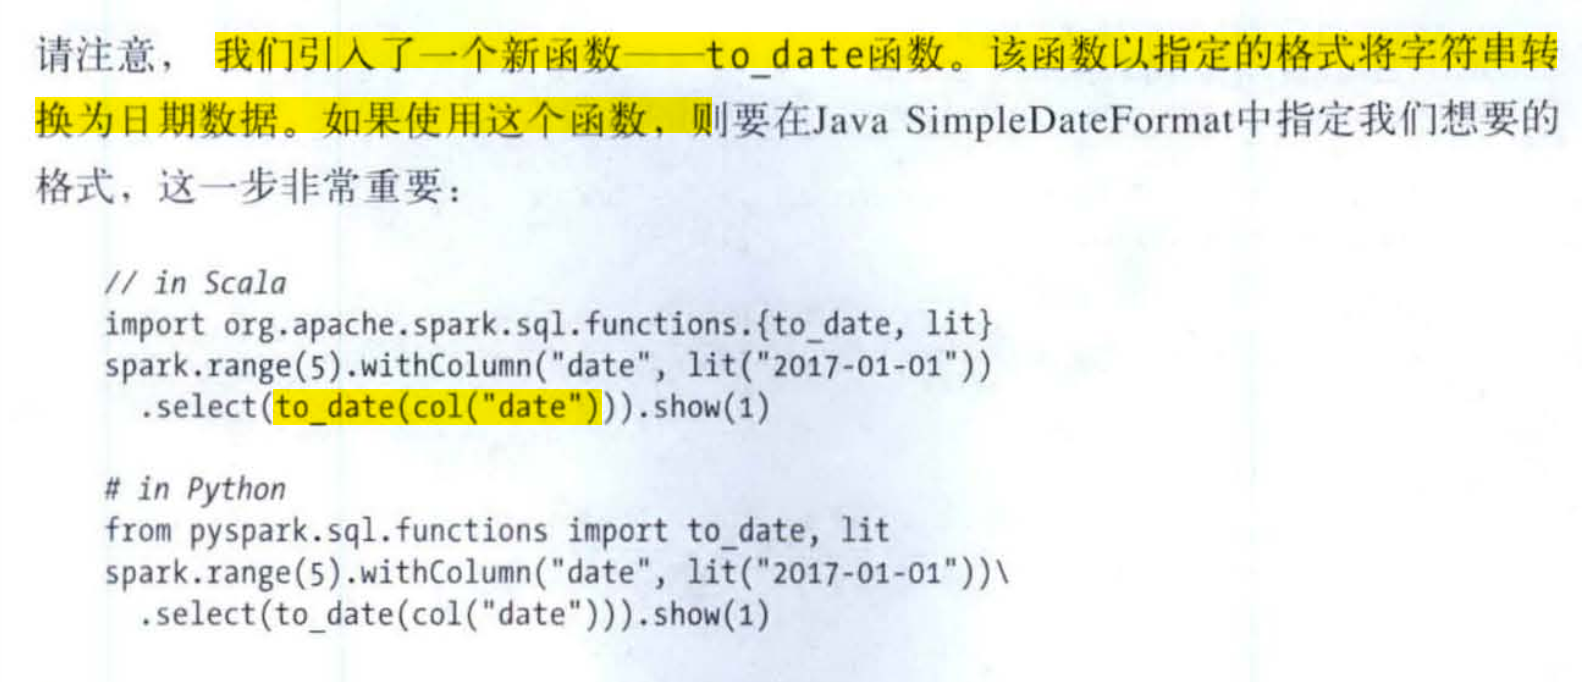 请注意， 我们引入了一个新函数——to_date函数。该函数以指定的格式将字符串转
换为日期数据。如果使用这个函数，则要在Java SimpleDateFormat中指定我们想要的
格式，这一步非常重要：
// in Scala
import org.apache.spark.sql.functions.{to_date, lit}
spark.range(5).withColumn("date", lit("2017-01-01"))
  .select(to_date(col("date"))).show(1)
# in Python
from pyspark.sql.functions import to_date, lit
spark.range(5).withColumn("date", lit("2017-01-01"))\
  .select(to_date(col("date"))).show(1)